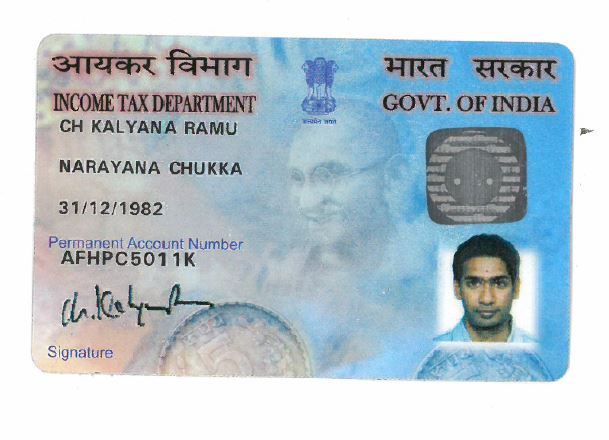 आयकर विभाग
भारत सरकार
INCOME TAX DEPARTMENT
GOVT. OF INDIA
सत्यमेव जयते
CH KALYANA RAMU
NARAYANA CHUKKA
31/12/1982
Permanent Account Number
AFHPC5011K
Ch. Kalyan
Signature